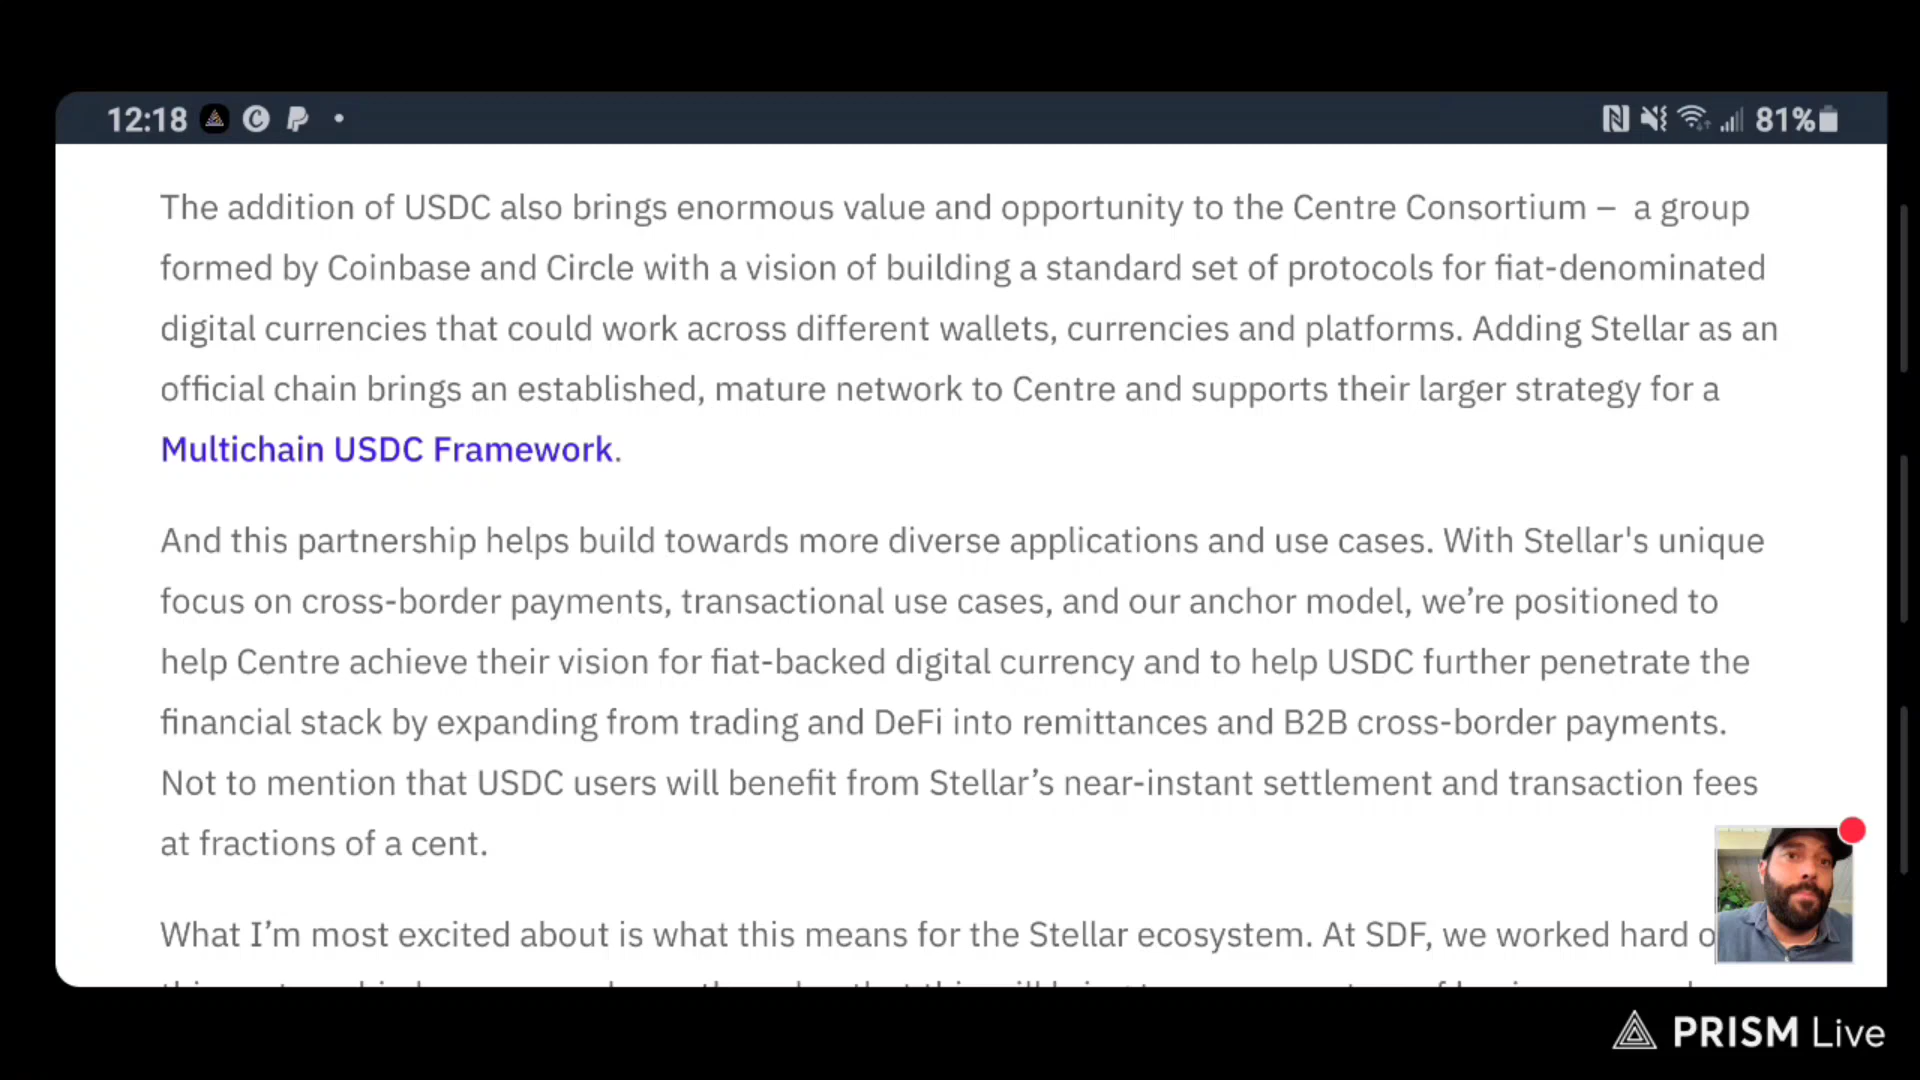 12:18
81%
The addition of USDC also brings enormous value and opportunity to the Centre Consortium – a group
formed by Coinbase and Circle with a vision of building a standard set of protocols for fiat-denominated
digital currencies that could work across different wallets, currencies and platforms. Adding Stellar as an
official chain brings an established, mature network to Centre and supports their larger strategy for a
Multichain USDC Framework.
And this partnership helps build towards more diverse applications and use cases. With Stellar's unique
focus on cross-border payments, transactional use cases, and our anchor model, we’re positioned to
help Centre achieve their vision for fiat-backed digital currency and to help USDC further penetrate the
financial stack by expanding from trading and DeFi into remittances and B2B cross-border payments.
Not to mention that USDC users will benefit from Stellar’s near-instant settlement and transaction fees
at fractions of a cent.
What I’m most excited about is what this means for the Stellar ecosystem. At SDF, we worked hard
PRISM Live